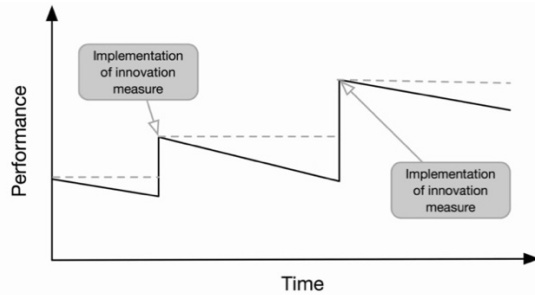 Implementation
of innovation
measure
Performance
Implementation
of innovation
measure
Time